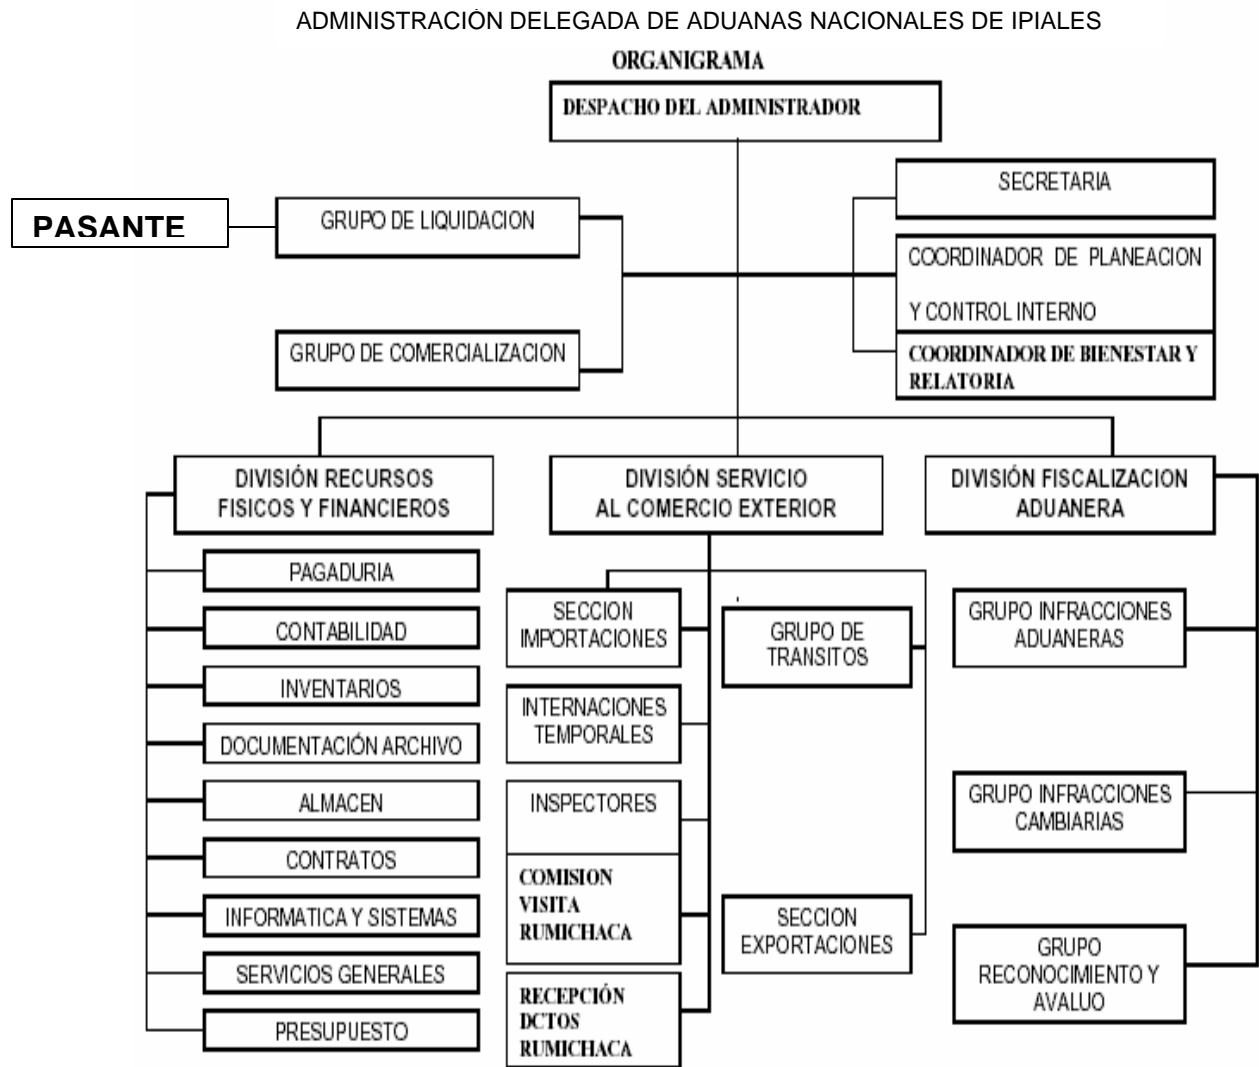 ADMINISTRACIÓN DELEGADA DE ADUANAS NACIONALES DE IPIALES
ORGANIGRAMA
DESPACHO DEL ADMINISTRADOR
PASANTE
GRUPO DE LIQUIDACION
GRUPO DE COMERCIALIZACION
SECRETARIA
COORDINADOR DE PLANEACION
Y CONTROL INTERNO
COORDINADOR DE BIENESTAR Y
RELATORIA
DIVISIÓN RECURSOS
FISICOS Y FINANCIEROS
PAGADURIA
CONTABILIDAD
INVENTARIOS
DOCUMENTACIÓN ARCHIVO
ALMACEN
CONTRATOS
INFORMATICA Y SISTEMAS
SERVICIOS GENERALES
PRESUPUESTO
DIVISIÓN SERVICIO
AL COMERCIO EXTERIOR
SECCION
IMPORTACIONES
INTERNACIONES
TEMPORALES
INSPECTORES
COMISION
VISITA
RUMICHACA
RECEPCIÓN
DCTOS
RUMICHACA
GRUPO DE
TRANSITOS
SECCION
EXPORTACIONES
DIVISIÓN FISCALIZACION
ADUANERA
GRUPO INFRACCIONES
ADUANERAS
GRUPO INFRACCIONES
CAMBIARIAS
GRUPO
RECONOCIMIENTO Y
AVALUO